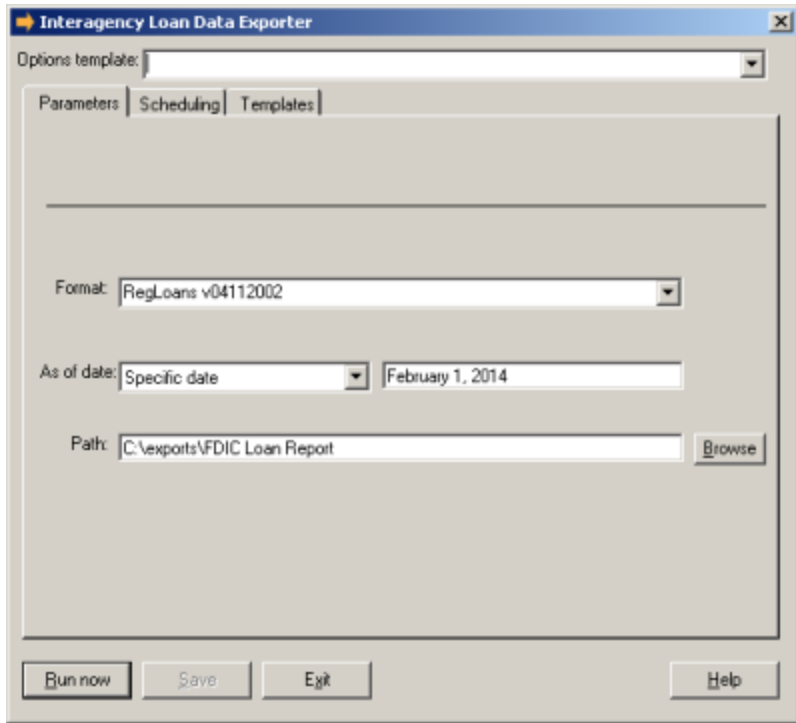 Interagency Loan Data Exporter
Options template:
Parameters Scheduling Templates
Format: RegLoans v04112002
As of date: Specific date February 1, 2014
Path: C:\exports\FDIC Loan Report Browse
Run now Save Exit Help